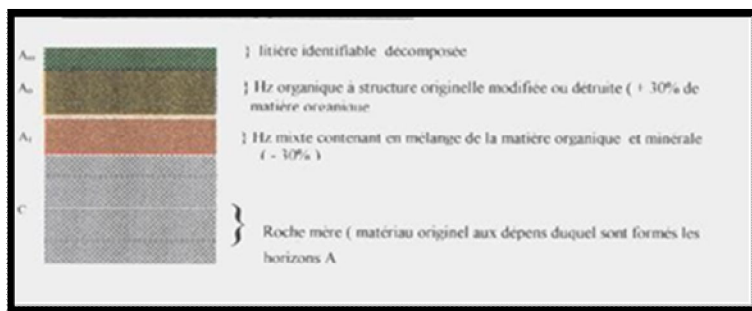 A₀₀ } litière identifiable décomposée
A₀ } Hz organique à structure originelle modifiée ou détruite ( + 30% de
matière organique
A₁ } Hz mixte contenant en mélange de la matière organique et minérale
( - 30% )
C } Roche mère ( matériau originel aux dépens duquel sont formés les
horizons A